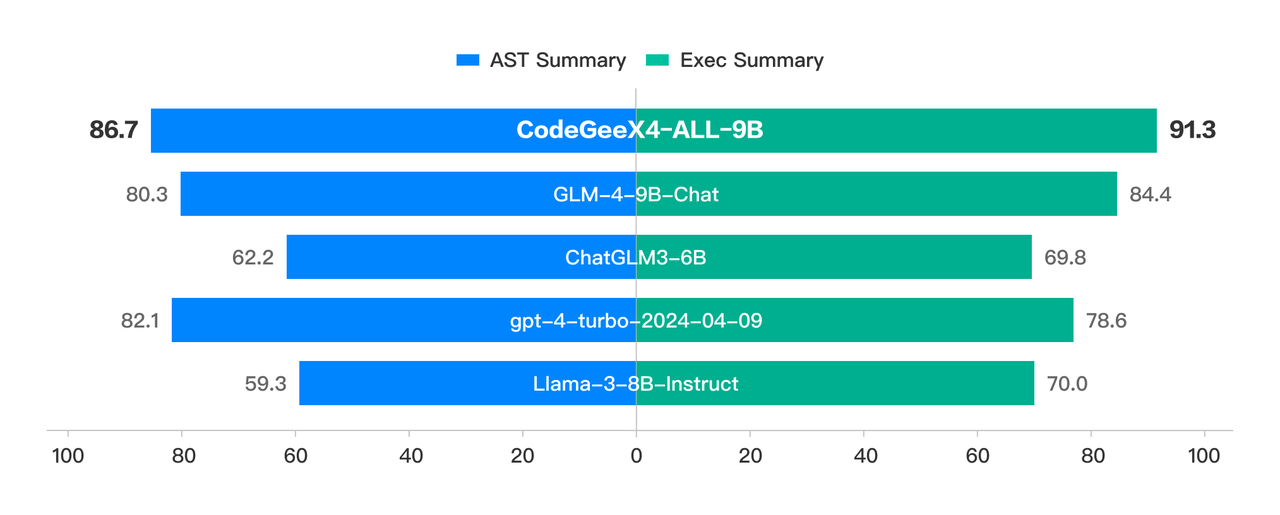 AST Summary Exec Summary
86.7 CodeGeeX4-ALL-9B 91.3
80.3 GLM-4-9B-Chat 84.4
62.2 ChatGLM3-6B 69.8
82.1 gpt-4-turbo-2024-04-09 78.6
59.3 Llama-3-8B-Instruct 70.0
100 80 60 40 20 0 20 40 60 80 100